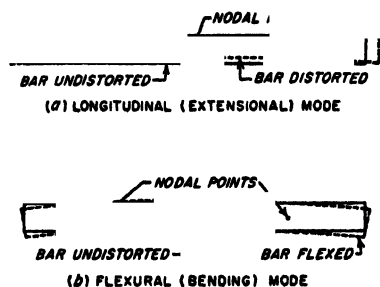 NODAL
BAR UNDISTORTED
BAR DISTORTED
(a) LONGITUDINAL (EXTENSIONAL) MODE
NODAL POINTS
BAR UNDISTORTED
BAR FLEXED
(b) FLEXURAL (BENDING) MODE